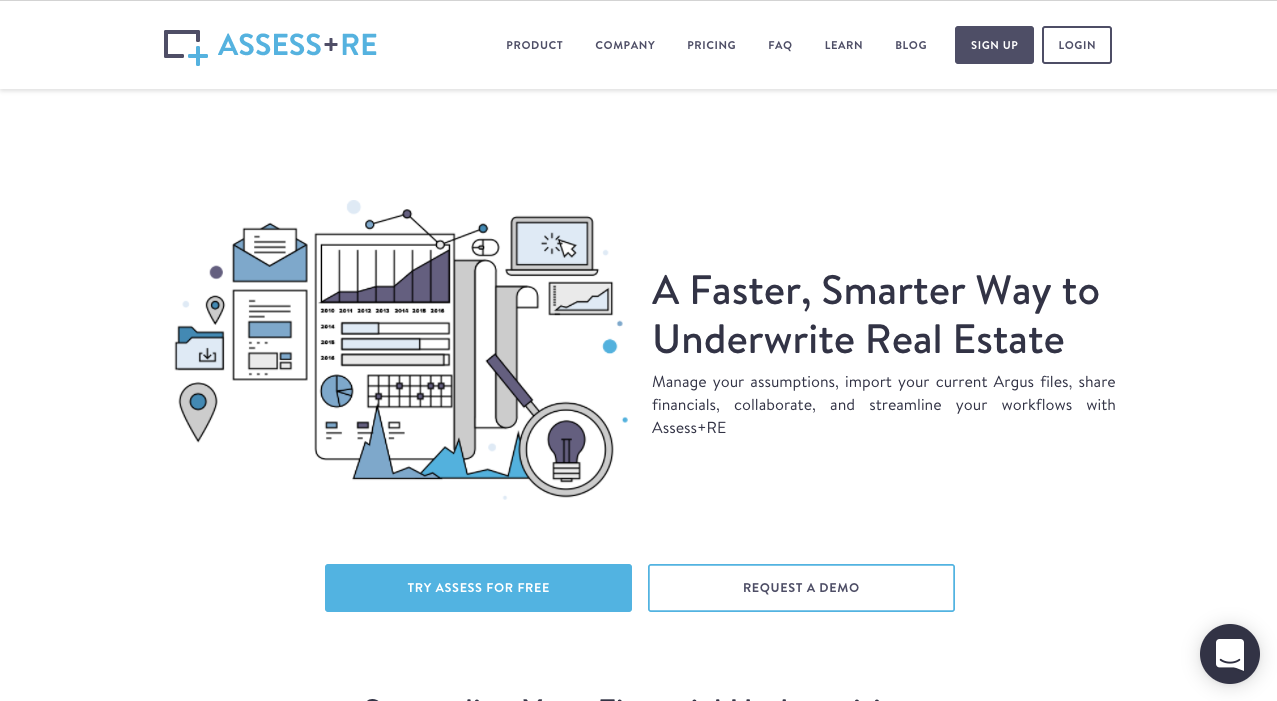 ASSESS+RE
PRODUCT
COMPANY
PRICING
FAQ
LEARN
BLOG
SIGN UP
LOGIN
2010 2011 2012 2013 2014 2015 2016
2014
2015
2016
A Faster, Smarter Way to
Underwrite Real Estate
Manage your assumptions, import your current Argus files, share
financials, collaborate, and streamline your workflows with
Assess+RE
TRY ASSESS FOR FREE
REQUEST A DEMO